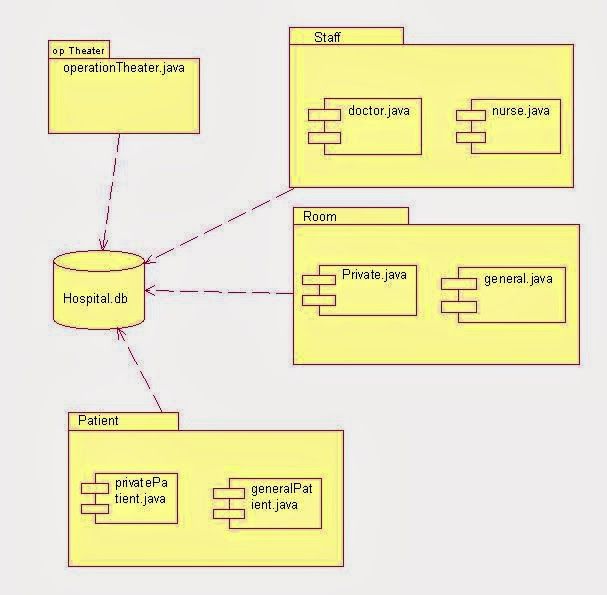 op Theater
operationTheater.java
Staff
doctor.java
nurse.java
Room
Private.java
general.java
Hospital.db
Patient
privatePa
tient.java
generalPat
ient.java